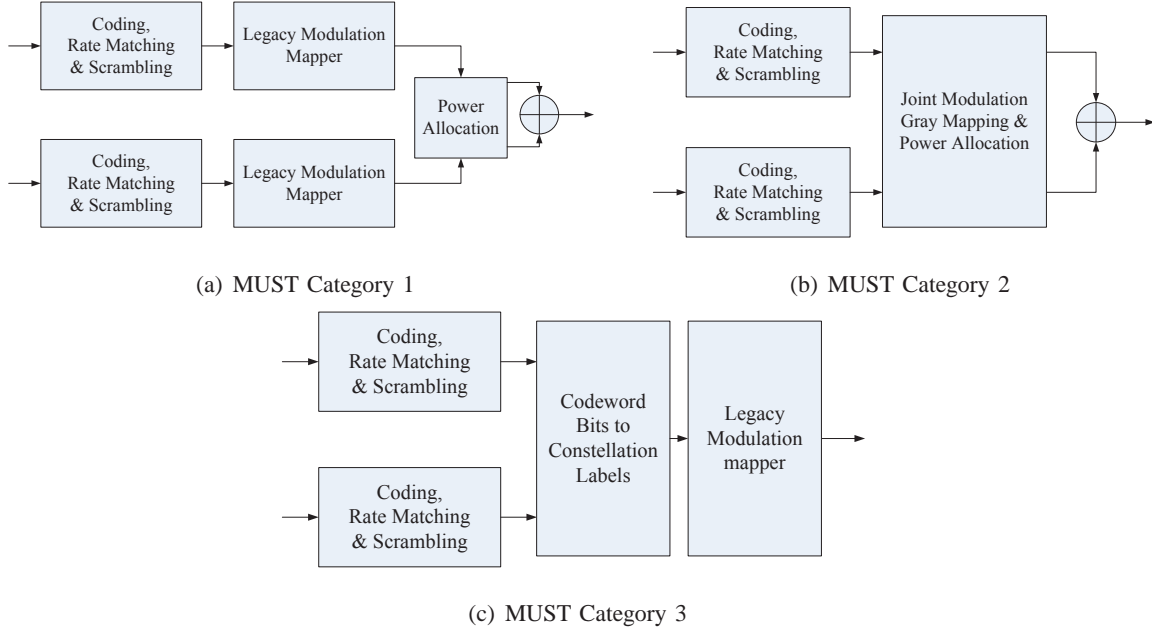 Coding,
Rate Matching
& Scrambling
Legacy Modulation
Mapper
Power
Allocation
Coding,
Rate Matching
& Scrambling
Legacy Modulation
Mapper
(a) MUST Category 1
Coding,
Rate Matching
& Scrambling
Joint Modulation
Gray Mapping &
Power Allocation
Coding,
Rate Matching
& Scrambling
(b) MUST Category 2
Coding,
Rate Matching
& Scrambling
Codeword
Bits to
Constellation
Labels
Legacy
Modulation
mapper
Coding,
Rate Matching
& Scrambling
(c) MUST Category 3